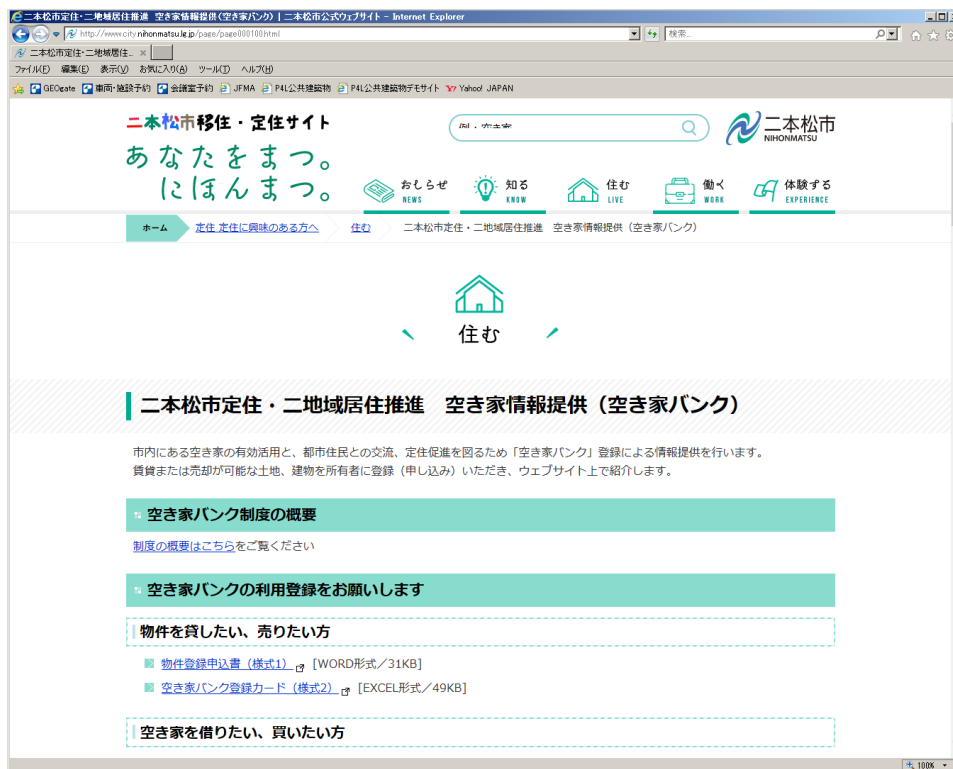 二本松市定住・二地域居住推進 空き家情報提供(空き家バンク) | 二本松市公式ウェブサイト - Internet Explorer
http://www.city.nihonmatsu.lg.jp/page/page000100.html
検索...
二本松市定住・二地域居住... ×
ファイル(F) 編集(E) 表示(V) お気に入り(A) ツール(T) ヘルプ(H)
GEOgate 車両・施設予約 会議室予約 JFMA P4L公共建築物 P4L公共建築物デモサイト Yahoo! JAPAN
二本松市移住・定住サイト
例:空き家
二本松市
NIHONMATSU
あなたをまつ。
にほんまつ。
おしらせ 知る 住む 働く 体験する
NEWS KNOW LIVE WORK EXPERIENCE
ホーム 定住 定住に興味のある方へ 住む 二本松市定住・二地域居住推進 空き家情報提供(空き家バンク)
住む
二本松市定住・二地域居住推進 空き家情報提供(空き家バンク)
市内にある空き家の有効活用と、都市住民との交流、定住促進を図るため「空き家バンク」登録による情報提供を行います。
賃貸または売却が可能な土地、建物を所有者に登録(申し込み)いただき、ウェブサイト上で紹介します。
空き家バンク制度の概要
制度の概要はこちらをご覧ください
空き家バンクの利用登録をお願いします
物件を貸したい、売りたい方
物件登録申込書(様式1) [WORD形式/31KB]
空き家バンク登録カード(様式2) [EXCEL形式/49KB]
空き家を借りたい、買いたい方
100%